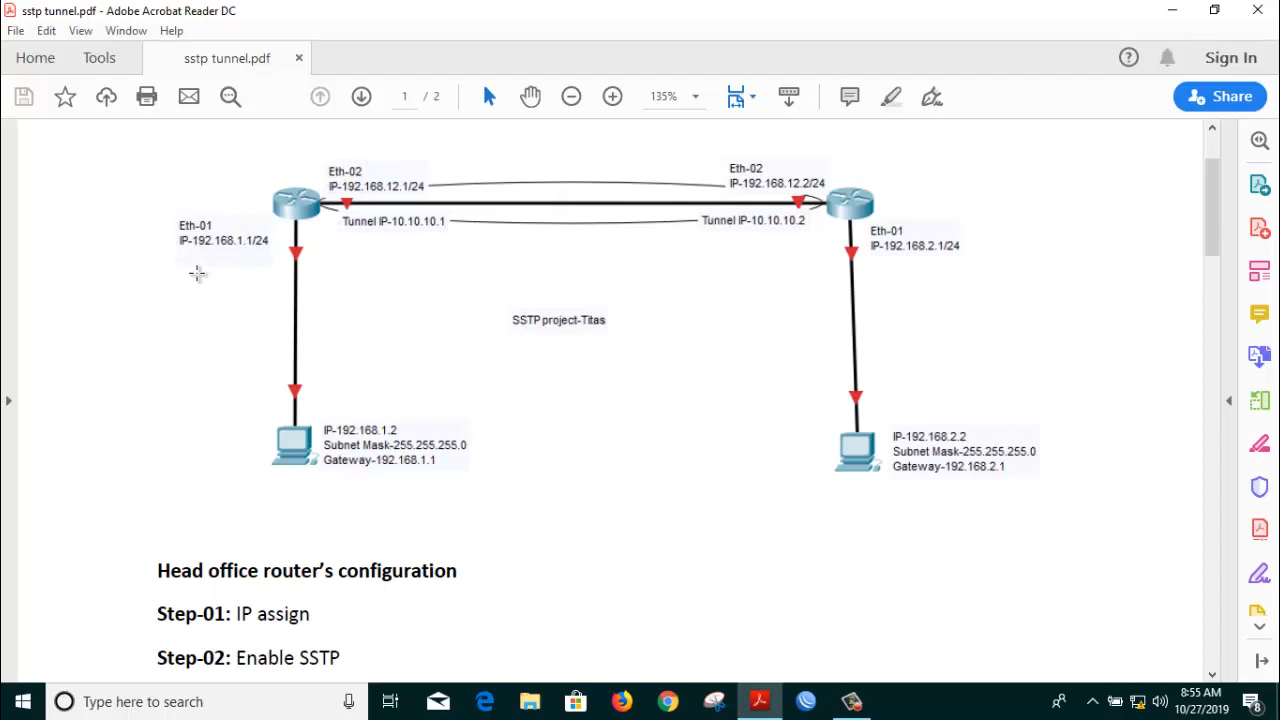 sstp tunnel.pdf - Adobe Acrobat Reader DC
File Edit View Window Help
Home Tools sstp tunnel.pdf × Sign In
1 / 2 135% Share
Eth-02
IP-192.168.12.1/24
Eth-02
IP-192.168.12.2/24
Tunnel IP-10.10.10.1
Tunnel IP-10.10.10.2
Eth-01
IP-192.168.1.1/24
Eth-01
IP-192.168.2.1/24
SSTP project-Titas
IP-192.168.1.2
Subnet Mask-255.255.255.0
Gateway-192.168.1.1
IP-192.168.2.2
Subnet Mask-255.255.255.0
Gateway-192.168.2.1
Head office router's configuration
Step-01: IP assign
Step-02: Enable SSTP
Type here to search
8:55 AM
10/27/2019
8